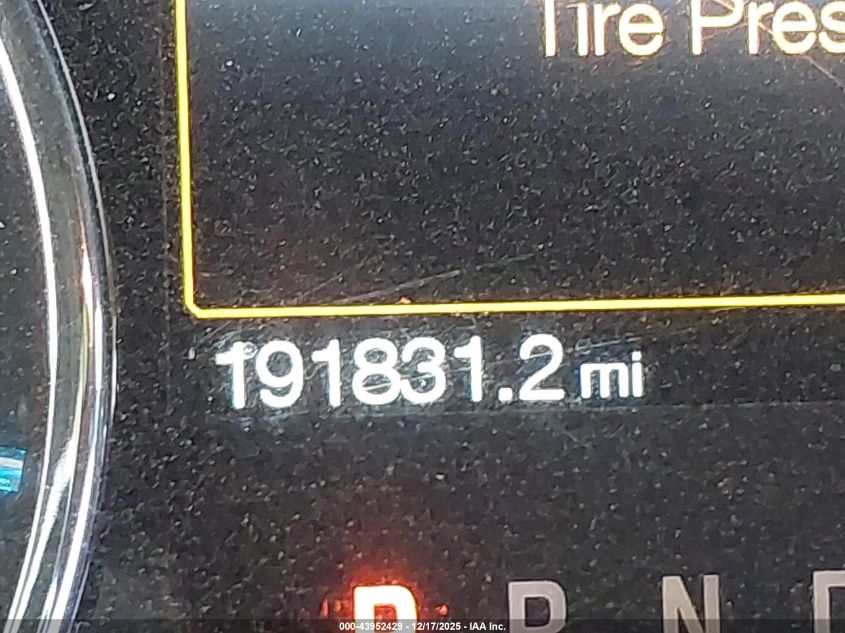 Tire Pres
191831.2 mi
P R N
000-43952429 - 12/17/2025 - IAA Inc.